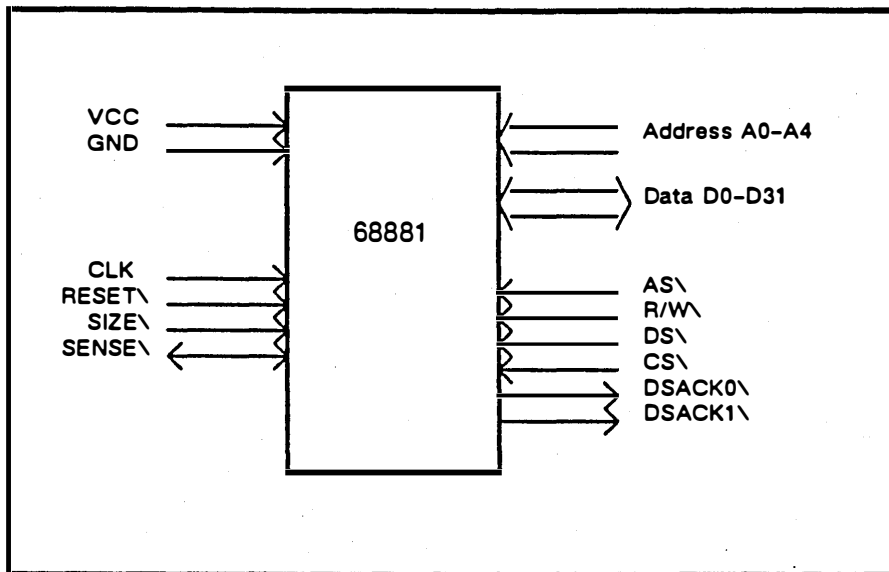 VCC
GND
CLK
RESET\
SIZE\
SENSE\
68881
Address A0-A4
Data D0-D31
AS\
R/W\
DS\
CS\
DSACK0\
DSACK1\